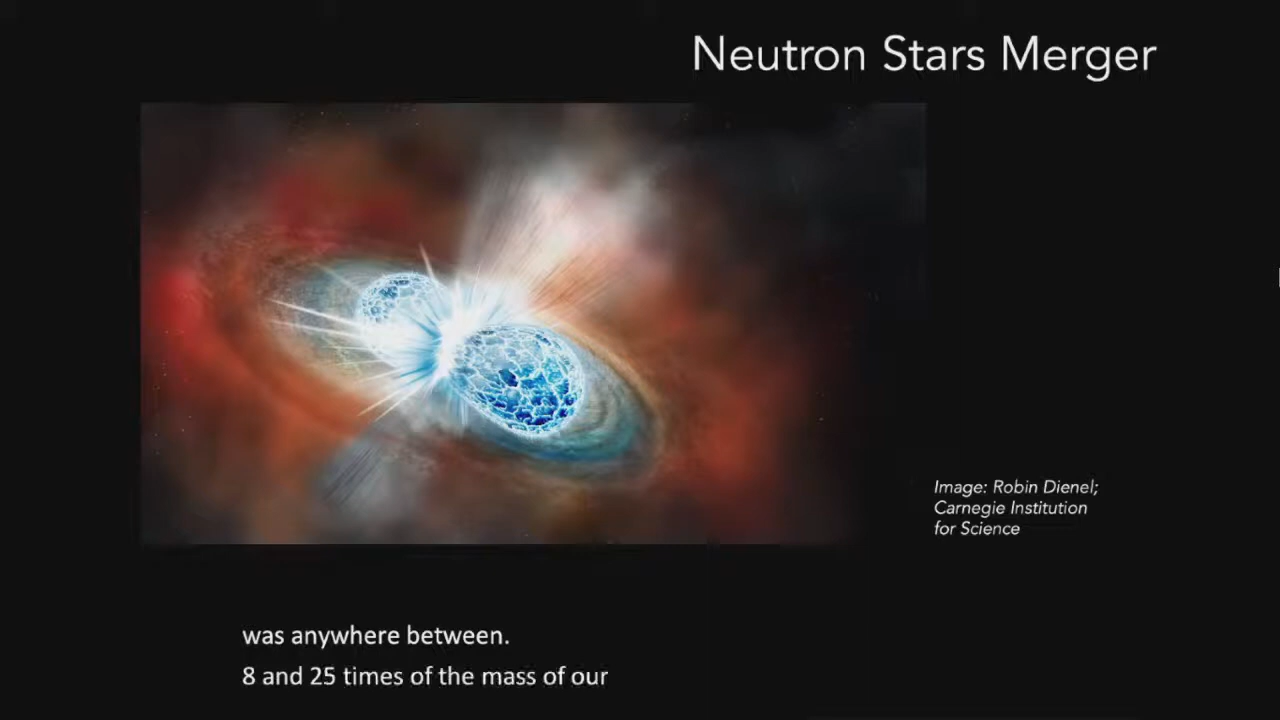 Neutron Stars Merger
Image: Robin Dienel;
Carnegie Institution
for Science
was anywhere between.
8 and 25 times of the mass of our